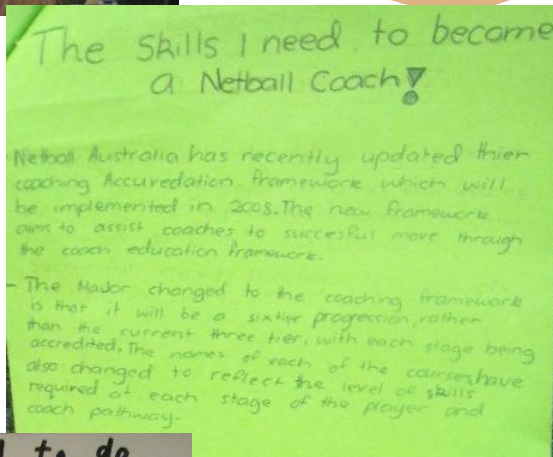 The Skills I need to become
a Netball Coach!
Netball Australia has recently updated thier
coaching Accuredation framework which will
be implemented in 2008. The new framework
aims to assist coaches to succesful move through
the coach education framework.
- The Major changed to the coaching framework
is that it will be a sixtier progression, rather
than the current three tier, with each stage being
accredited. The names of each of the courses have
also changed to reflect the level of skills
required at each stage of the player and
coach pathway.
to do